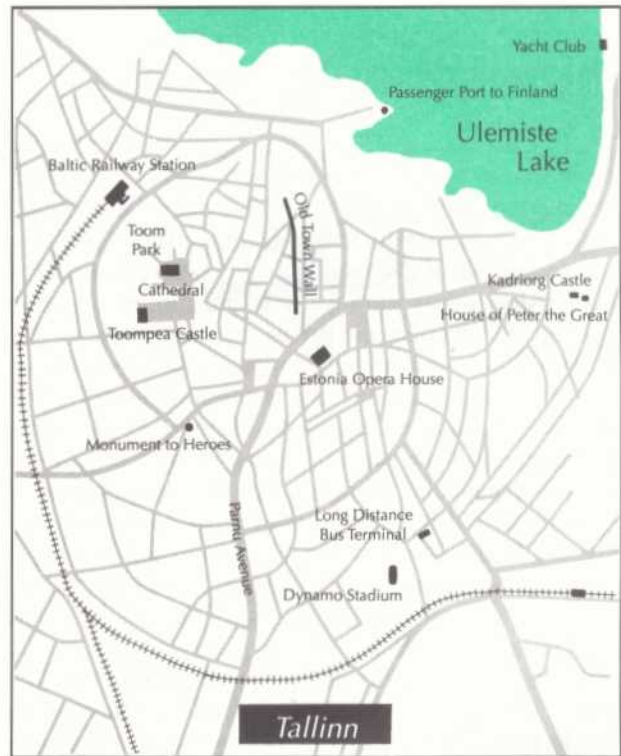 Yacht Club
Passenger Port to Finland
Ulemiste
Lake
Baltic Railway Station
Old Town Wall
Toom
Park
Cathedral
Kadriorg Castle
House of Peter the Great
Toompea Castle
Estonia Opera House
Monument to Heroes
Parnu Avenue
Long Distance
Bus Terminal
Dynamo Stadium
Tallinn